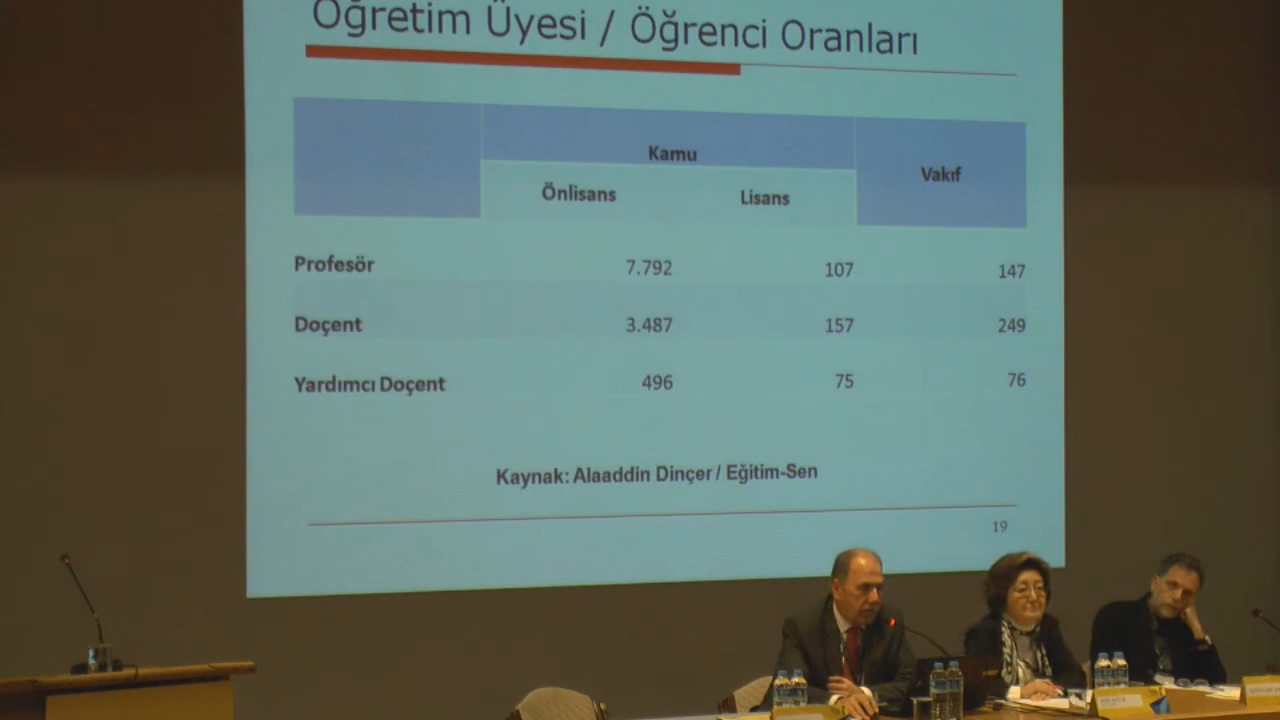 Öğretim Üyesi / Öğrenci Oranları
Kamu
Vakıf
Önlisans Lisans
Profesör 7.792 107 147
Doçent 3.487 157 249
Yardımcı Doçent 496 75 76
Kaynak: Alaaddin Dinçer / Eğitim-Sen
19